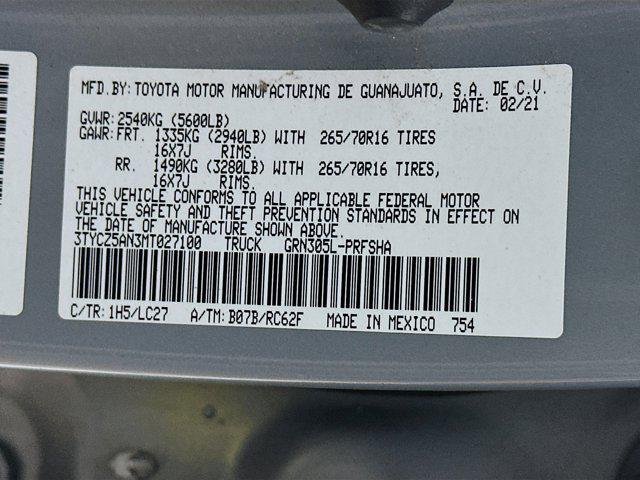 MFD.BY: TOYOTA MOTOR MANUFACTURING DE GUANAJUATO, S.A. DE C.V.
DATE: 02/21
GVWR: 2540KG (5600LB)
GAWR: FRT. 1335KG (2940LB) WITH 265/70R16 TIRES
16X7J RIMS.
RR. 1490KG (3280LB) WITH 265/70R16 TIRES,
16X7J RIMS.
THIS VEHICLE CONFORMS TO ALL APPLICABLE FEDERAL MOTOR
VEHICLE SAFETY AND THEFT PREVENTION STANDARDS IN EFFECT ON
THE DATE OF MANUFACTURE SHOWN ABOVE.
3TYCZ5AN3MT027100 TRUCK GRN305L-PRFSHA
C/TR: 1H5/LC27 A/TM: B07B/RC62F MADE IN MEXICO 754